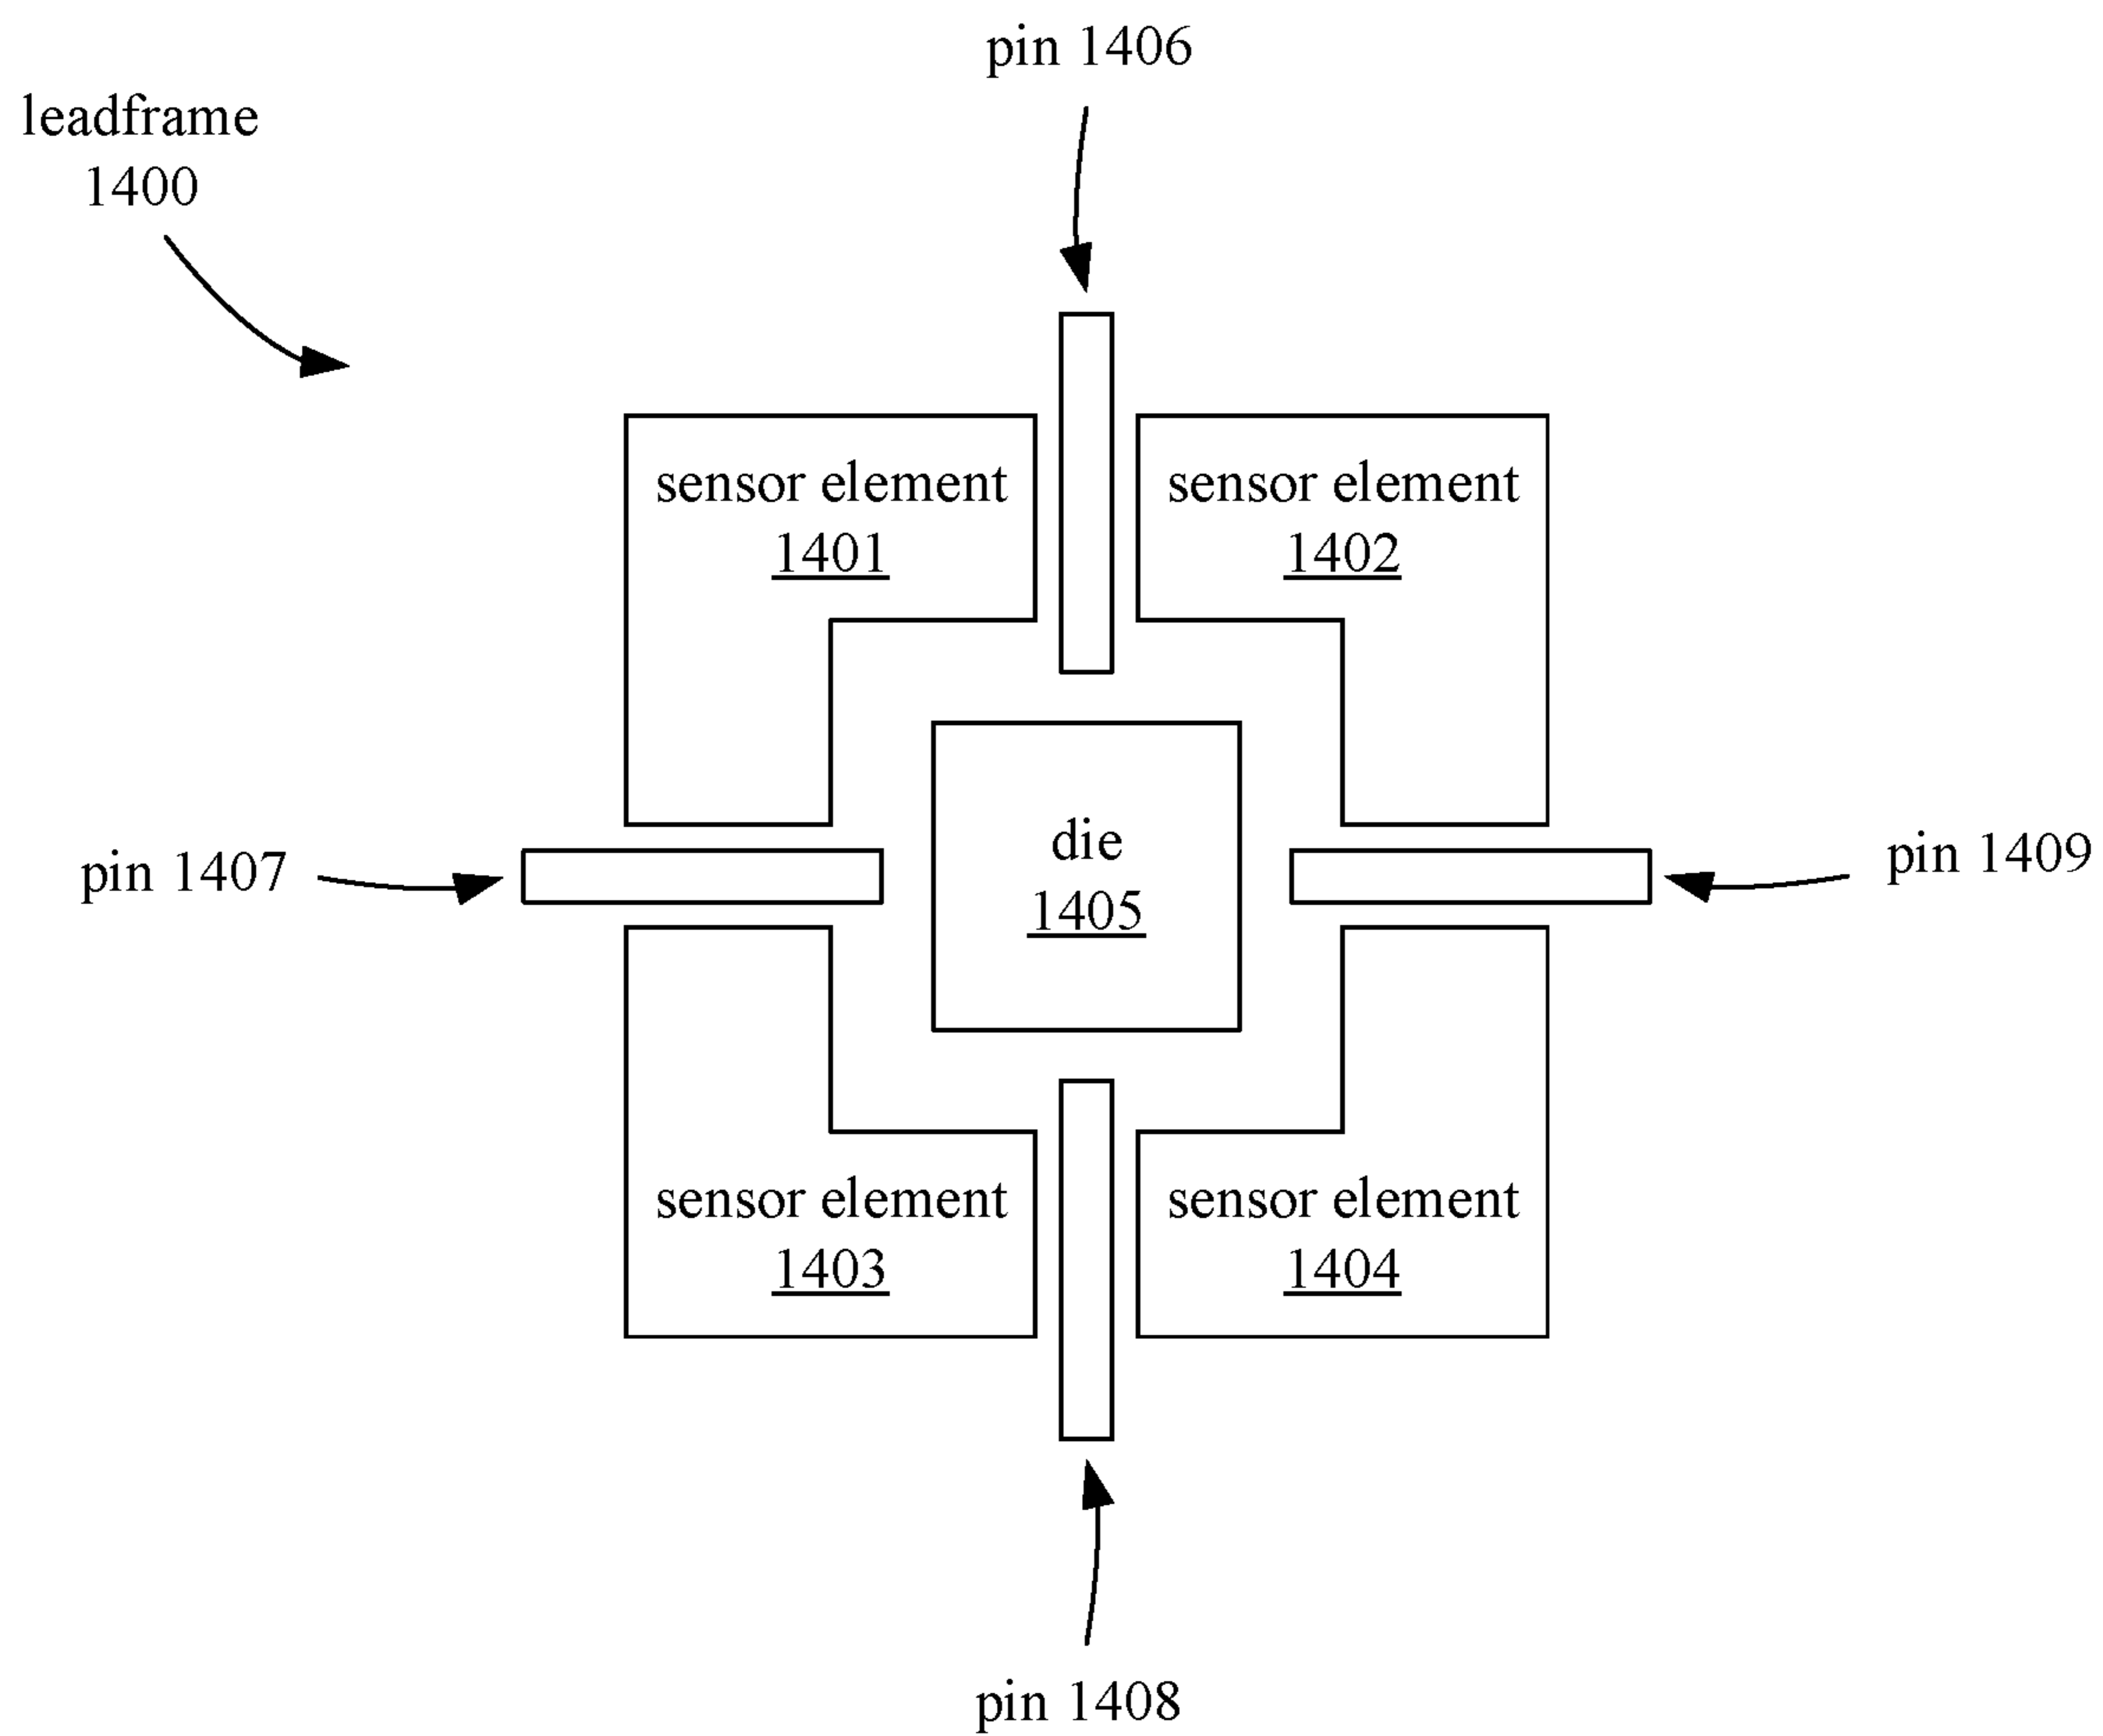 pin 1406
leadframe
1400
sensor element
1401
sensor element
1402
pin 1407
die
1405
pin 1409
sensor element
1403
sensor element
1404
pin 1408